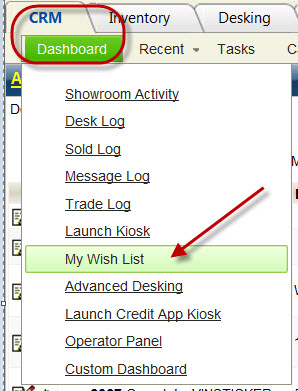 CRM Inventory Desking
Dashboard Recent Tasks
Showroom Activity
Desk Log
Sold Log
Message Log
Trade Log
Launch Kiosk
My Wish List
Advanced Desking
Launch Credit App Kiosk
Operator Panel
Custom Dashboard